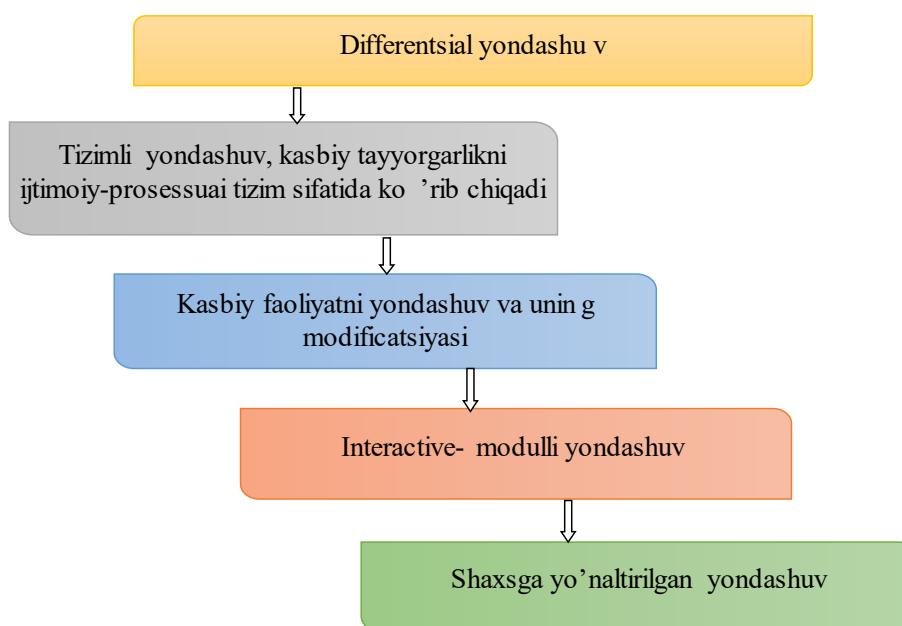 Differentsial yondashu v
Tizimli yondashuv, kasbiy tayyorgarlikni
ijtimoiy-prosessuai tizim sifatida ko ’rib chiqadi
Kasbiy faoliyatni yondashuv va unin g
modificatsiyasi
Interactive- modulli yondashuv
Shaxsga yo’naltirilgan yondashuv